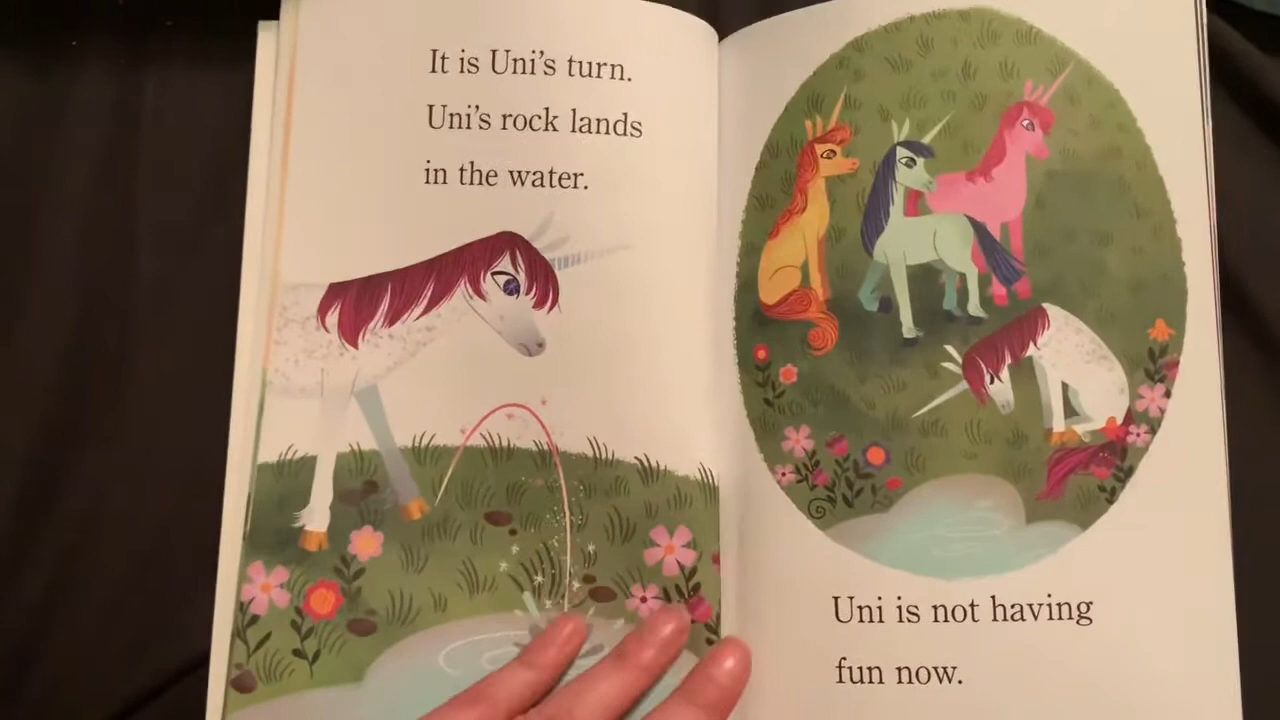 It is Uni's turn.
Uni's rock lands
in the water.
Uni is not having
fun now.